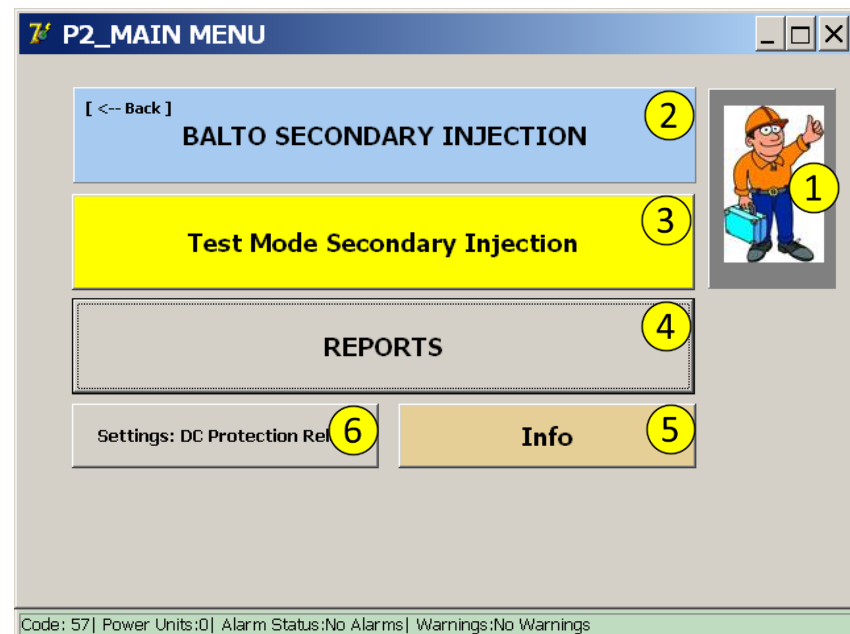 P2_MAIN MENU
[ <-- Back ]
BALTO SECONDARY INJECTION
2
1
Test Mode Secondary Injection
3
REPORTS
4
Settings: DC Protection
6
Info
5
Code: 57| Power Units:0| Alarm Status:No Alarms| Warnings:No Warnings